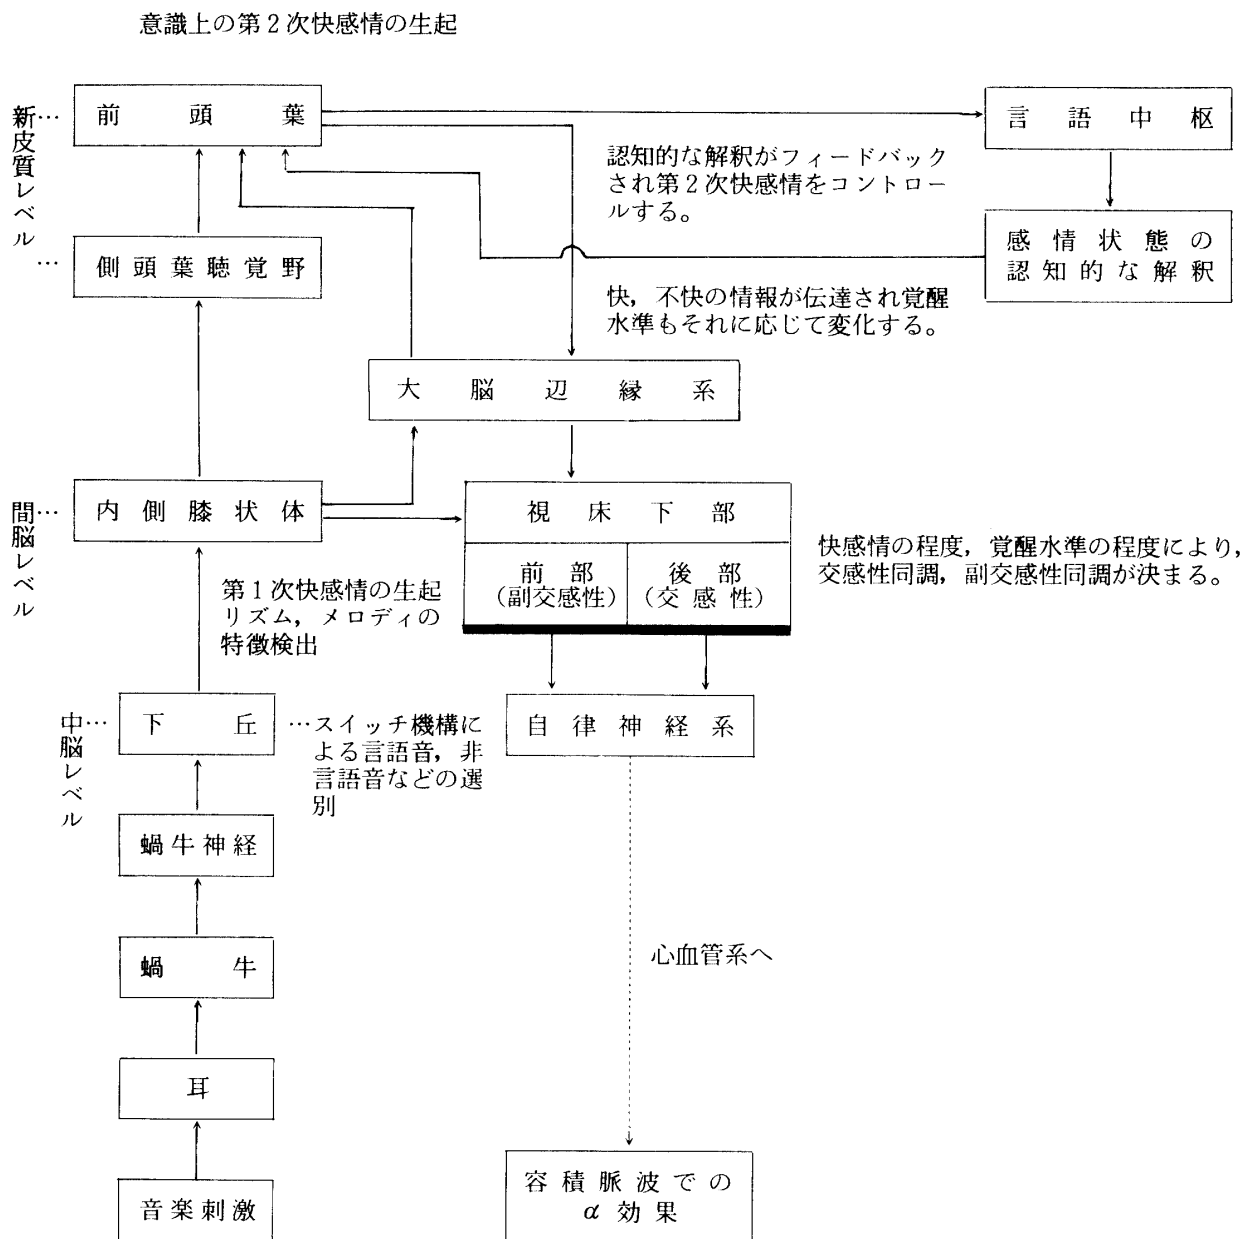 意識上の第2次快感情の生起
新皮質レベル
…
前頭葉
言語中枢
認知的な解釈がフィードバック
され第2次快感情をコントロー
ルする。
感情状態の
認知的な解釈
…
側頭葉聴覚野
快，不快の情報が伝達され覚醒
水準もそれに応じて変化する。
大脳辺縁系
間脳レベル
…
内側膝状体
視床下部
前部
（副交感性）
後部
（交感性）
快感情の程度，覚醒水準の程度により，
交感性同調，副交感性同調が決まる。
第1次快感情の生起
リズム，メロディの
特徴検出
中脳レベル
…
下丘
…スイッチ機構に
よる言語音，非
言語音などの選
別
自律神経系
蝸牛神経
蝸牛
心血管系へ
耳
音楽刺激
容積脈波での
α効果